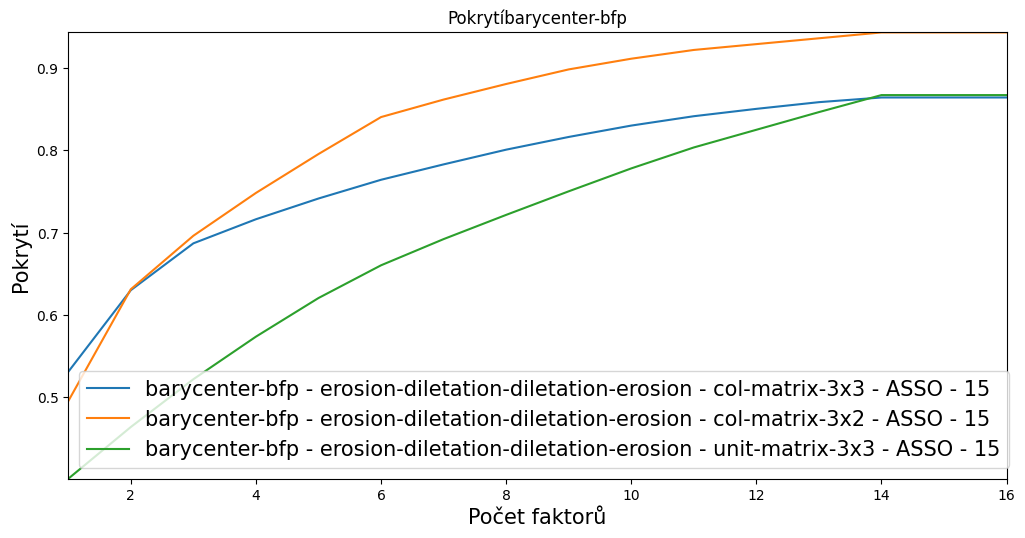 Pokrytíbarycenter-bfp
Pokrytí
0.9
0.8
0.7
0.6
0.5
barycenter-bfp - erosion-diletation-diletation-erosion - col-matrix-3x3 - ASSO - 15
barycenter-bfp - erosion-diletation-diletation-erosion - col-matrix-3x2 - ASSO - 15
barycenter-bfp - erosion-diletation-diletation-erosion - unit-matrix-3x3 - ASSO - 15
2 4 6 8 10 12 14 16
Počet faktorů